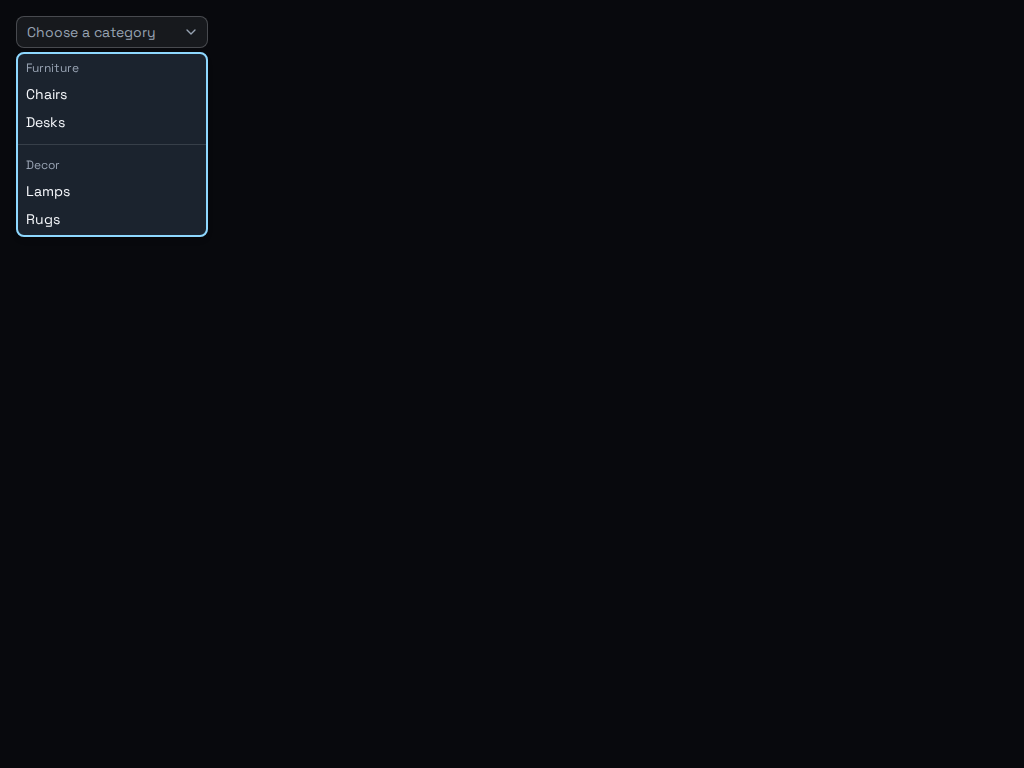 Choose a category
Furniture
Chairs
Desks
Decor
Lamps
Rugs